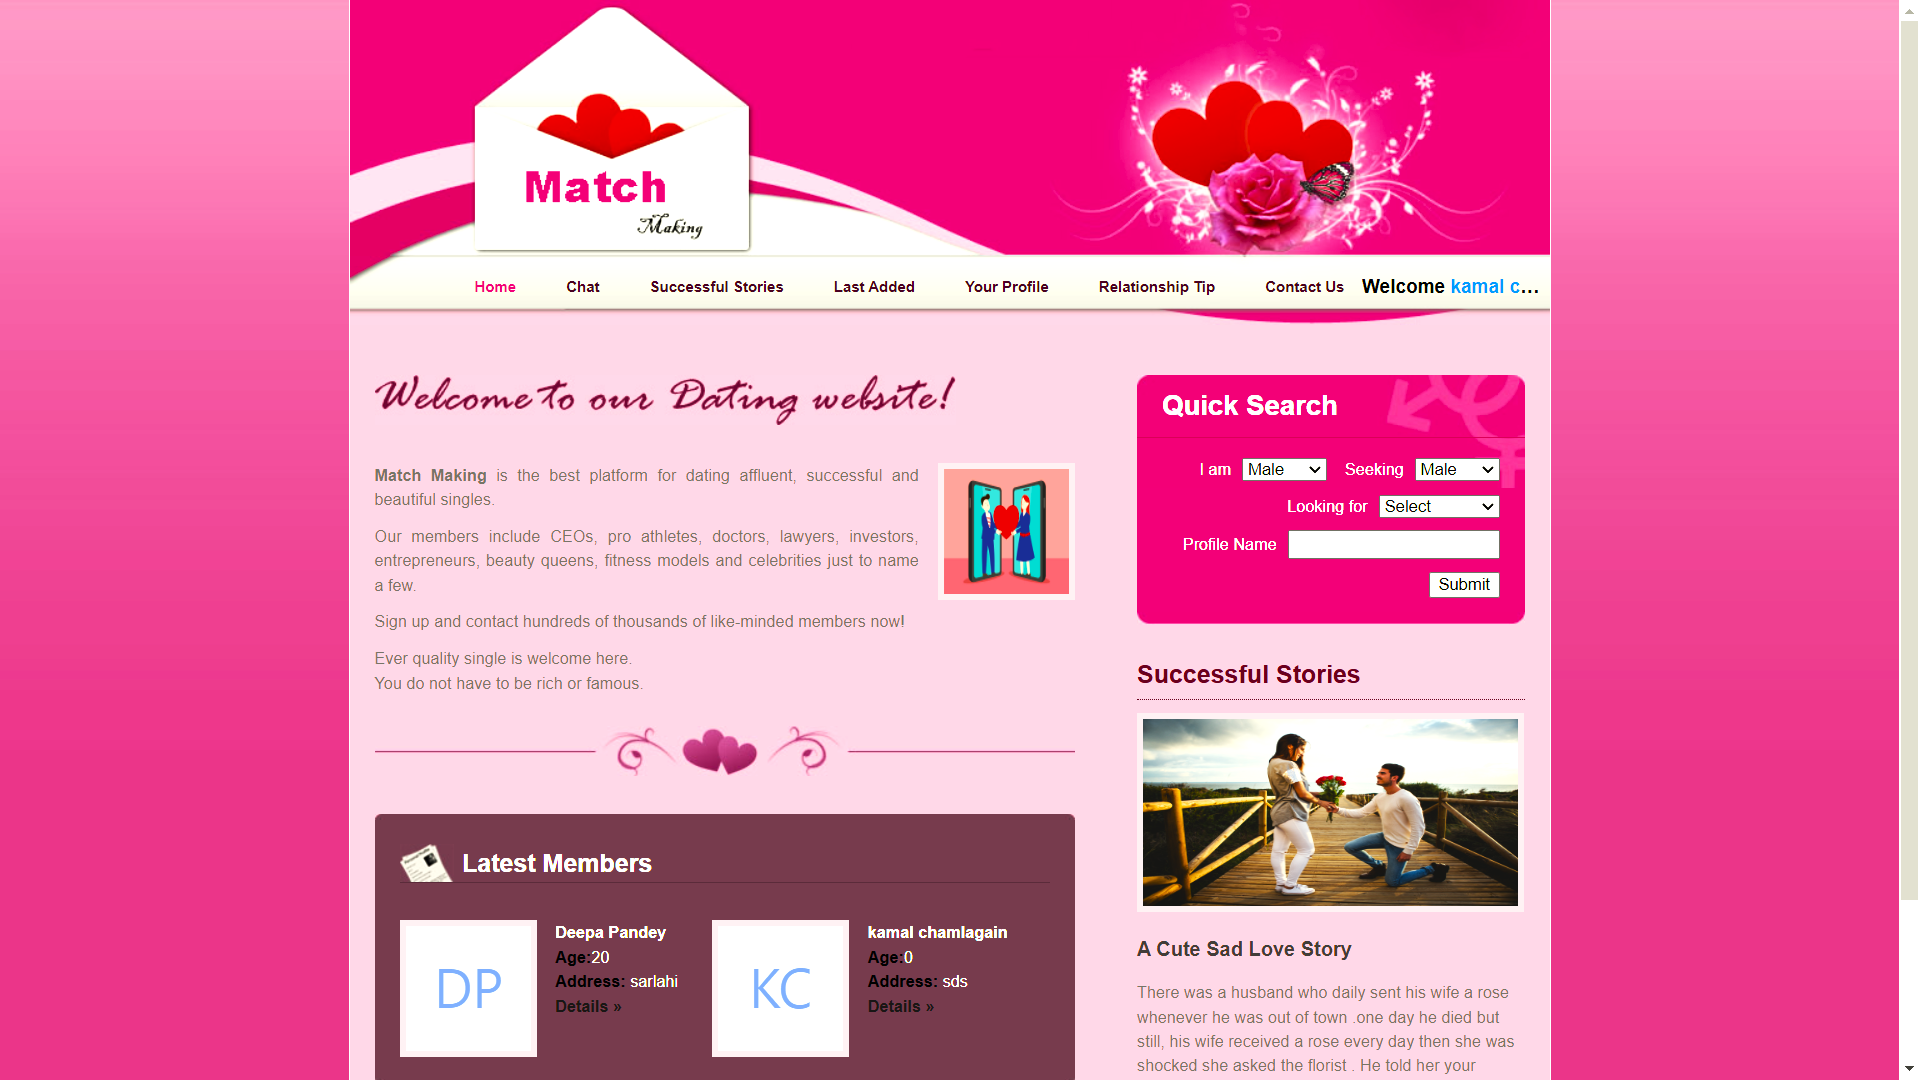 Match
Making
Home
Chat
Successful Stories
Last Added
Your Profile
Relationship Tip
Contact Us
Welcome kamal c...
Welcome to our Dating website!
Match Making is the best platform for dating affluent, successful and
beautiful singles.
Our members include CEOs, pro athletes, doctors, lawyers, investors,
entrepreneurs, beauty queens, fitness models and celebrities just to name
a few.
Sign up and contact hundreds of thousands of like-minded members now!
Ever quality single is welcome here.
You do not have to be rich or famous.
Latest Members
DP
Deepa Pandey
Age:20
Address: sarlahi
Details »
KC
kamal chamlagain
Age:0
Address: sds
Details »
Quick Search
I am Male Seeking Male
Looking for Select
Profile Name
Submit
Successful Stories
A Cute Sad Love Story
There was a husband who daily sent his wife a rose
whenever he was out of town .one day he died but
still, his wife received a rose every day then she was
shocked she asked the florist . He told her your